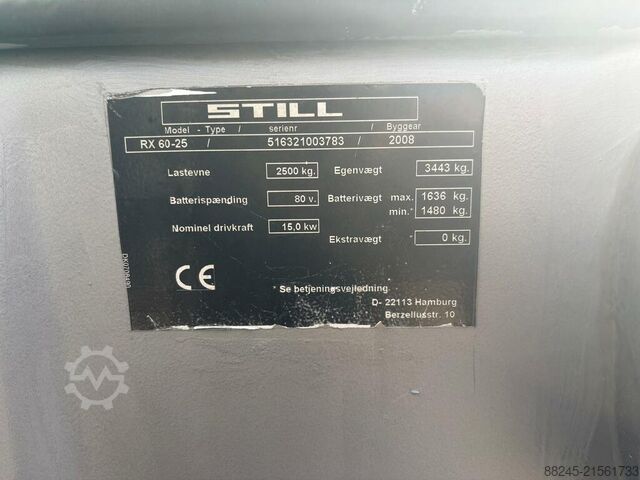 STILL
Model - Type / serienr / Byggeår
RX 60-25 / 516321003783 / 2008
Lastevne 2500 kg. Egenvægt 3443 kg.
Batterispænding 80 v. Batterivægt max. 1636 kg.
min.* 1480 kg.
Nominel drivkraft 15,0 kw
Ekstravægt 0 kg.
CE
* Se betjeningsvejledning
D- 22113 Hamburg
Berzeliusstr. 10
88245-21561733